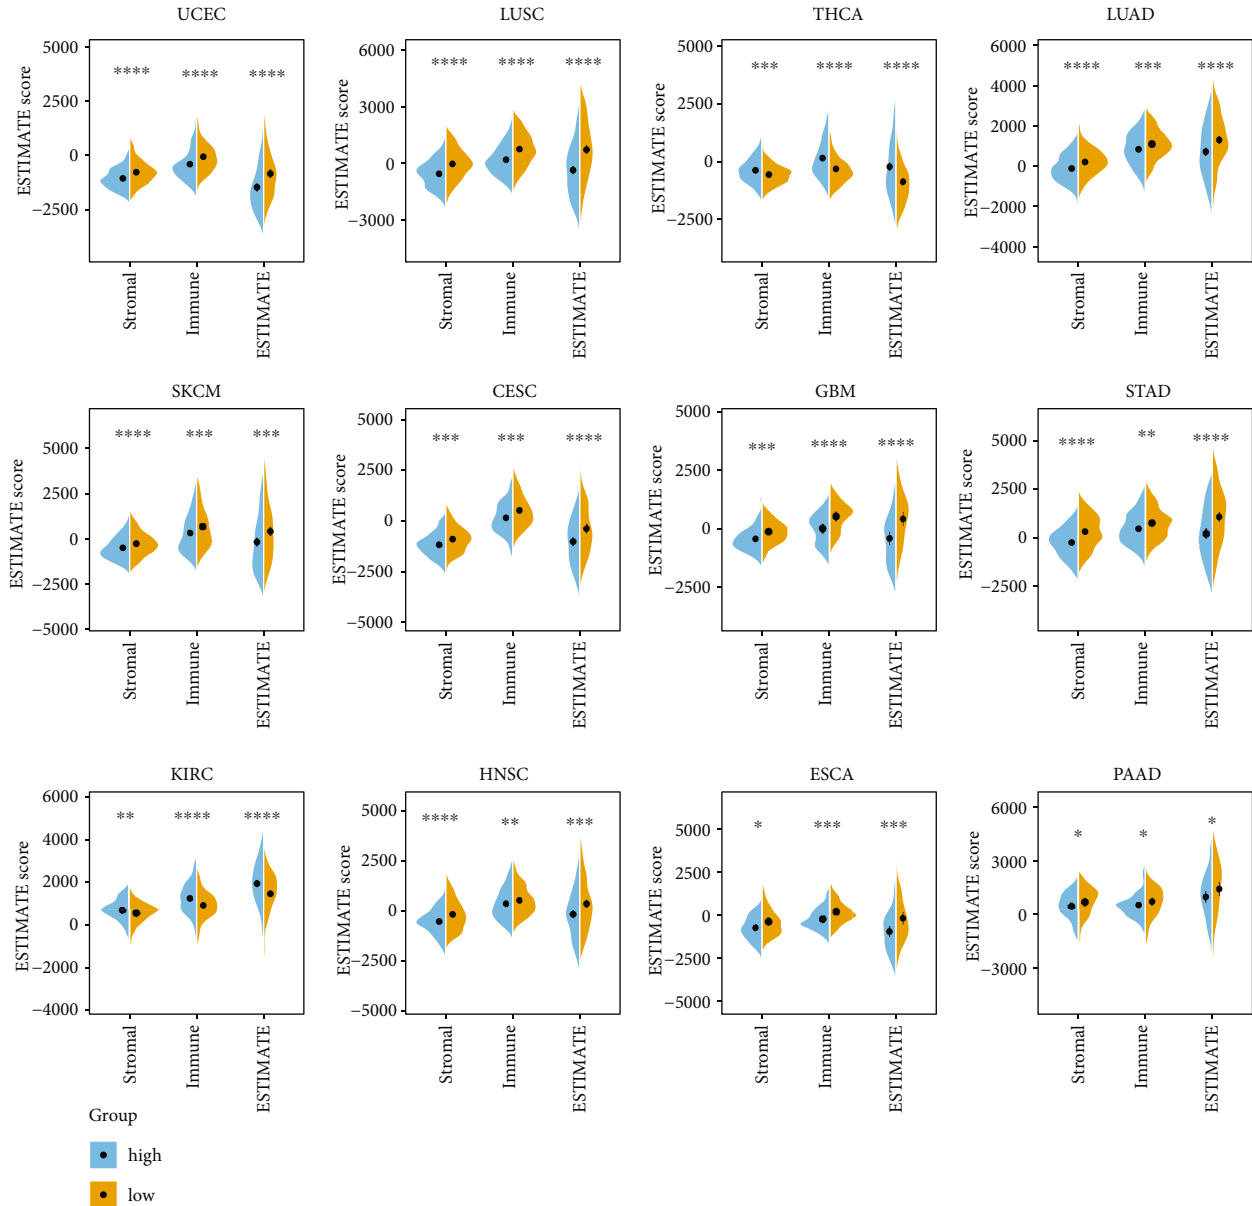 UCEC
ESTIMATE score
5000
2500
0
−2500
**** **** ****
Stromal
Immune
ESTIMATE
LUSC
ESTIMATE score
6000
3000
0
−3000
**** **** ****
Stromal
Immune
ESTIMATE
THCA
ESTIMATE score
5000
2500
0
−2500
*** **** ****
Stromal
Immune
ESTIMATE
LUAD
ESTIMATE score
6000
4000
2000
0
−2000
−4000
**** *** ****
Stromal
Immune
ESTIMATE
SKCM
ESTIMATE score
5000
2500
0
−2500
−5000
**** *** ***
Stromal
Immune
ESTIMATE
CESC
ESTIMATE score
5000
2500
0
−2500
−5000
*** *** ****
Stromal
Immune
ESTIMATE
GBM
ESTIMATE score
5000
2500
0
−2500
*** **** ****
Stromal
Immune
ESTIMATE
STAD
ESTIMATE score
5000
2500
0
−2500
**** ** ****
Stromal
Immune
ESTIMATE
KIRC
ESTIMATE score
6000
4000
2000
0
−2000
−4000
** **** ****
Stromal
Immune
ESTIMATE
HNSC
ESTIMATE score
5000
2500
0
−2500
−5000
**** ** ***
Stromal
Immune
ESTIMATE
ESCA
ESTIMATE score
5000
2500
0
−2500
−5000
* *** ***
Stromal
Immune
ESTIMATE
PAAD
ESTIMATE score
6000
3000
0
−3000
* * *
Stromal
Immune
ESTIMATE
Group
high
low